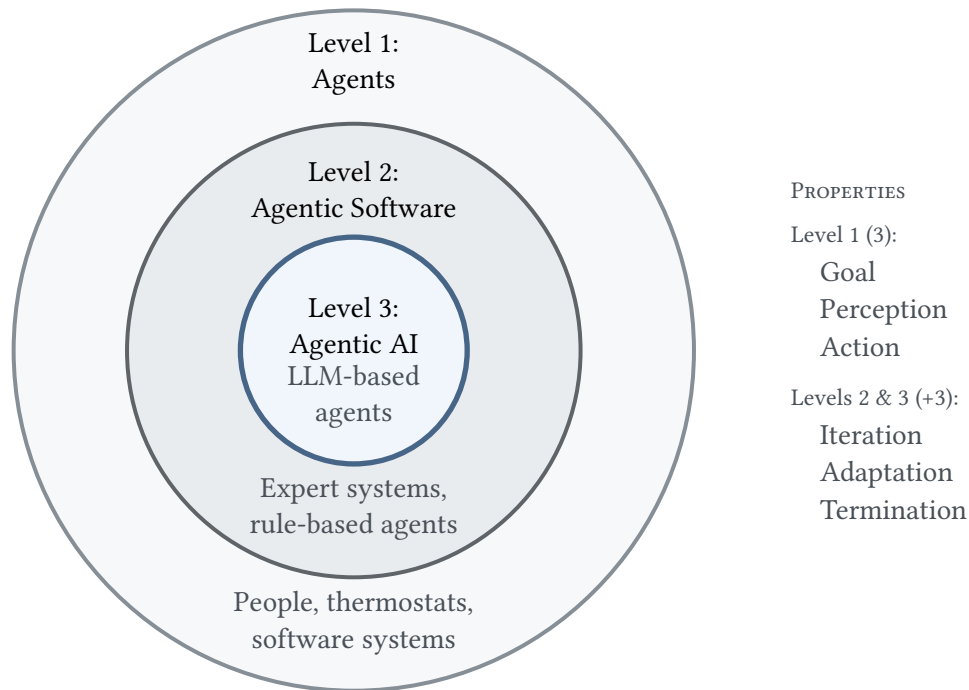 Level 1:
Agents
Level 2:
Agentic Software
Level 3:
Agentic AI
LLM-based
agents
Expert systems,
rule-based agents
People, thermostats,
software systems
Properties
Level 1 (3):
Goal
Perception
Action
Levels 2 & 3 (+3):
Iteration
Adaptation
Termination